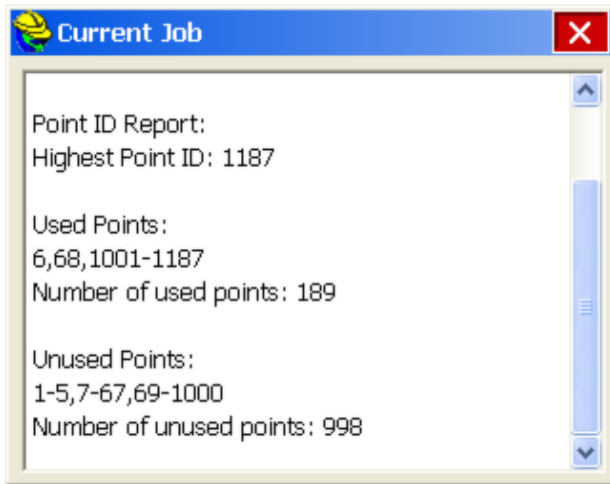 Current Job
Point ID Report:
Highest Point ID: 1187
Used Points:
6,68,1001-1187
Number of used points: 189
Unused Points:
1-5,7-67,69-1000
Number of unused points: 998